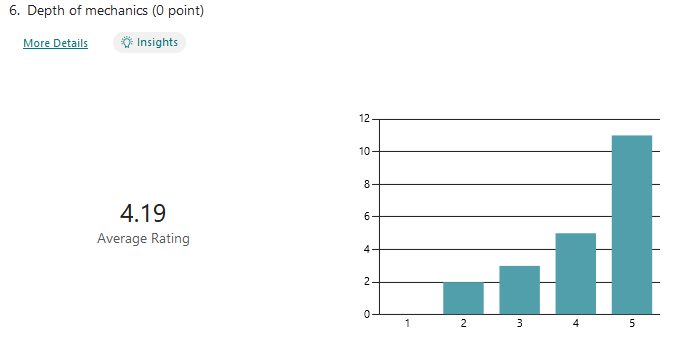 6. Depth of mechanics (0 point)
More Details
Insights
4.19
Average Rating
12
10
8
6
4
2
0
1 2 3 4 5